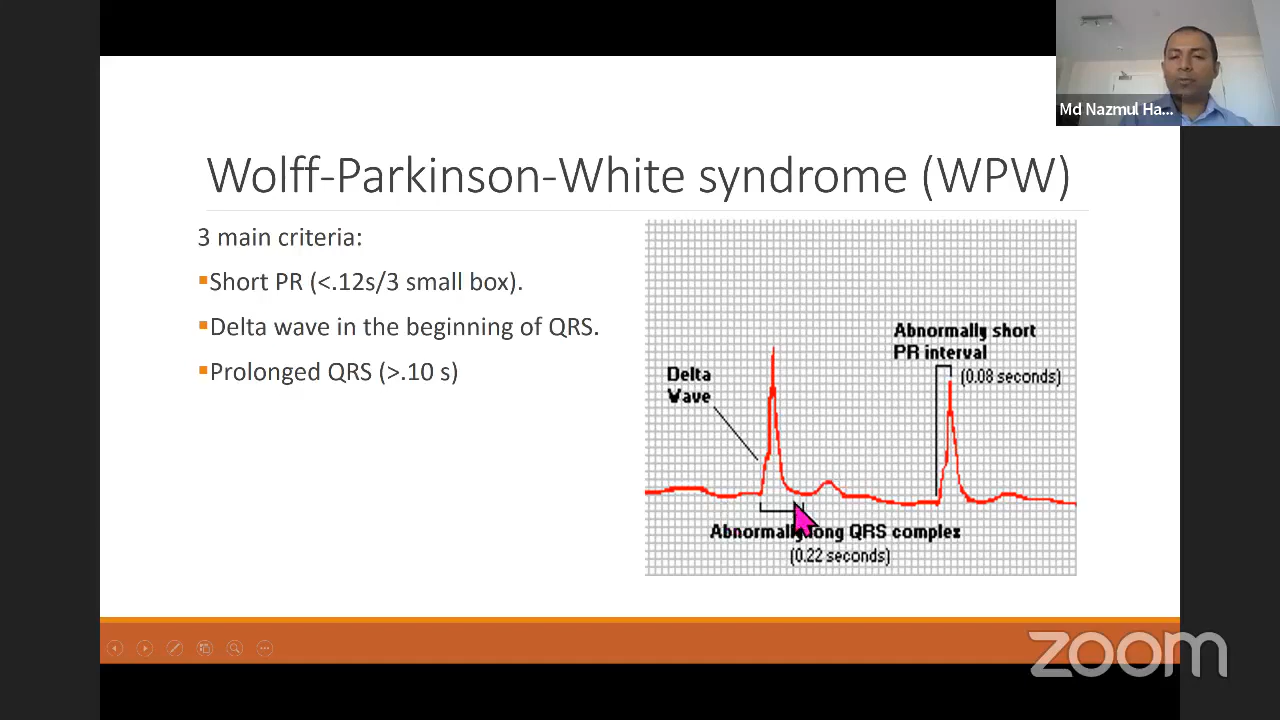 Md Nazmul Ha...
Wolff-Parkinson-White syndrome (WPW)
3 main criteria:
▪Short PR (<.12s/3 small box).
▪Delta wave in the beginning of QRS.
▪Prolonged QRS (>.10 s)
Abnormally short
PR interval
(0.08 seconds)
Delta
Wave
Abnormally long QRS complex
(0.22 seconds)
zoom